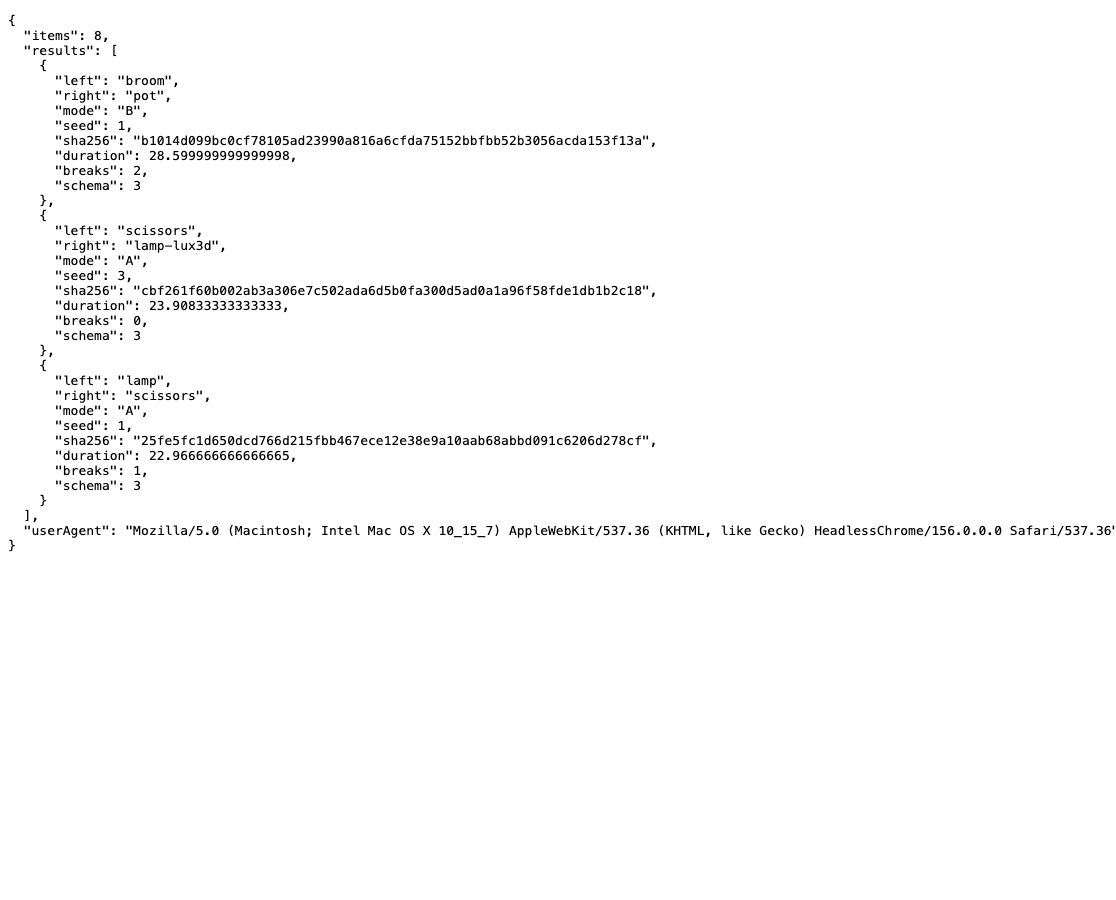 {
  "items": 8,
  "results": [
    {
      "left": "broom",
      "right": "pot",
      "mode": "B",
      "seed": 1,
      "sha256": "b1014d099bc0cf78105ad23990a816a6cfda75152bbfbb52b3056acda153f13a",
      "duration": 28.599999999999998,
      "breaks": 2,
      "schema": 3
    },
    {
      "left": "scissors",
      "right": "lamp-lux3d",
      "mode": "A",
      "seed": 3,
      "sha256": "cbf261f60b002ab3a306e7c502ada6d5b0fa300d5ad0a1a96f58fde1db1b2c18",
      "duration": 23.90833333333333,
      "breaks": 0,
      "schema": 3
    },
    {
      "left": "lamp",
      "right": "scissors",
      "mode": "A",
      "seed": 1,
      "sha256": "25fe5fc1d650dcd766d215fbb467ece12e38e9a10aab68abbd091c6206d278cf",
      "duration": 22.966666666666665,
      "breaks": 1,
      "schema": 3
    }
  ],
  "userAgent": "Mozilla/5.0 (Macintosh; Intel Mac OS X 10_15_7) AppleWebKit/537.36 (KHTML, like Gecko) HeadlessChrome/156.0.0.0 Safari/537.36"
}